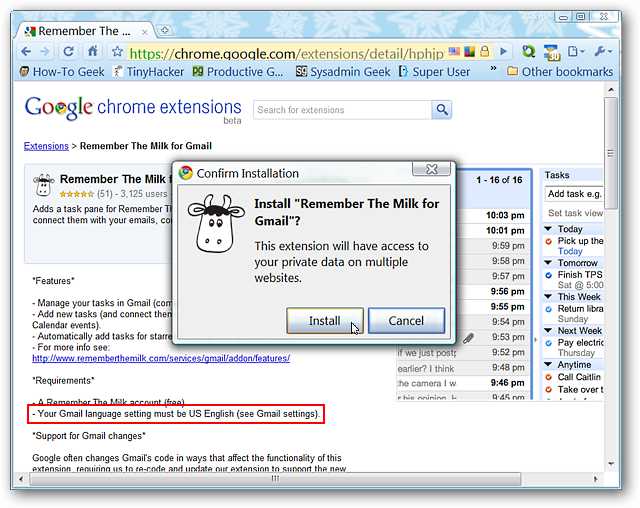 Remember The M ...
https://chrome.google.com/extensions/detail/hphjp
How-To Geek TinyHacker Productive G... Sysadmin Geek Super User » Other bookmarks
Google chrome extensions
beta
Search for extensions
Extensions > Remember The Milk for Gmail
Remember The Milk f
(51) - 3,125 users
Adds a task pane for Remember T
connect them with your emails, co
*Features*
- Manage your tasks in Gmail (com
- Add new tasks (and connect them
Calendar events).
- Automatically add tasks for starre
- For more info see:
http://www.rememberthemilk.com/services/gmail/addon/features/
*Requirements*
- A Remember The Milk account (free)
- Your Gmail language setting must be US English (see Gmail settings).
*Support for Gmail changes*
Google often changes Gmail's code in ways that affect the functionality of this
extension, requiring us to re-code and update our extension to support the new
Confirm Installation
Install "Remember The Milk for
Gmail"?
This extension will have access to
your private data on multiple
websites.
Install
Cancel
1 - 16 of 16
10:03 pm
10:01 pm
9:59 pm
9:58 pm
9:57 pm
9:56 pm
9:55 pm
9:54 pm
if we just post 9:53 pm
earlier? I think 9:48 pm
the camera I w 9:46 pm
his opinion. H
Tasks
Add task e.g.
Set task view
Today
Pick up the
Today
Tomorrow
Finish TPS
Sat @ 5:00
This Week
Return libra
Sunday
Next Week
Pay electric
Thursday
Anytime
Call Caitlin
Take over t